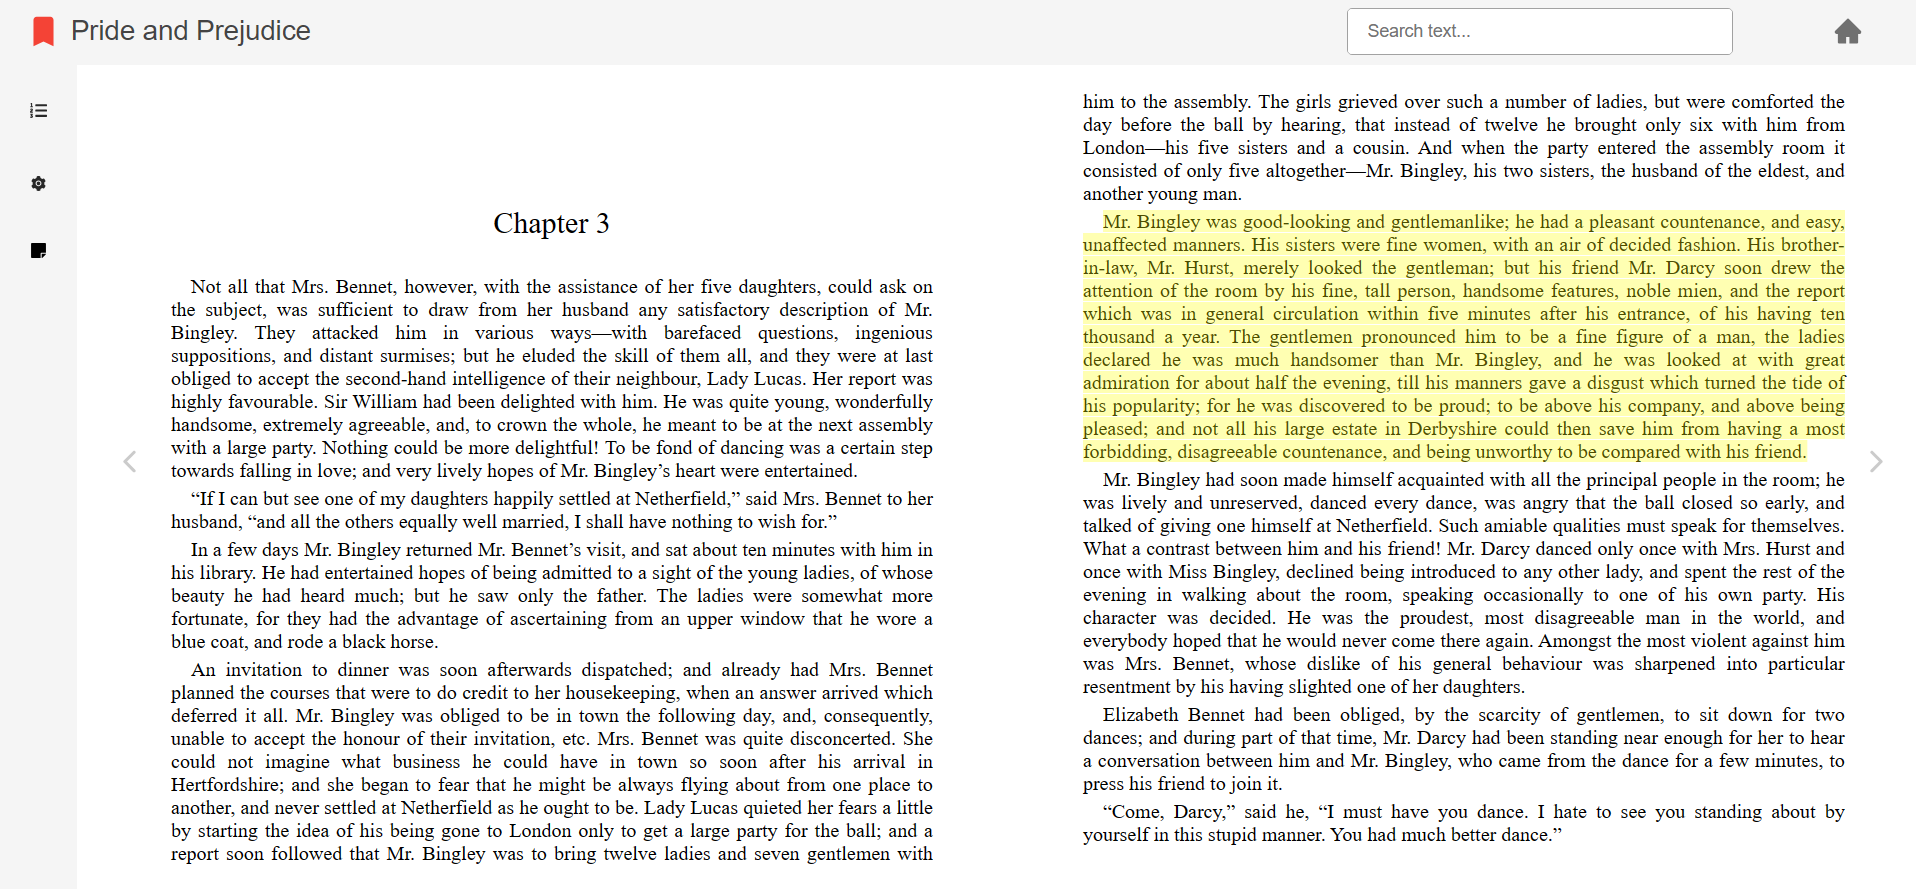 Pride and Prejudice
Search text...
Chapter 3
Not all that Mrs. Bennet, however, with the assistance of her five daughters, could ask on
the subject, was sufficient to draw from her husband any satisfactory description of Mr.
Bingley. They attacked him in various ways—with barefaced questions, ingenious
suppositions, and distant surmises; but he eluded the skill of them all, and they were at last
obliged to accept the second-hand intelligence of their neighbour, Lady Lucas. Her report was
highly favourable. Sir William had been delighted with him. He was quite young, wonderfully
handsome, extremely agreeable, and, to crown the whole, he meant to be at the next assembly
with a large party. Nothing could be more delightful! To be fond of dancing was a certain step
towards falling in love; and very lively hopes of Mr. Bingley’s heart were entertained.
“If I can but see one of my daughters happily settled at Netherfield,” said Mrs. Bennet to her
husband, “and all the others equally well married, I shall have nothing to wish for.”
In a few days Mr. Bingley returned Mr. Bennet’s visit, and sat about ten minutes with him in
his library. He had entertained hopes of being admitted to a sight of the young ladies, of whose
beauty he had heard much; but he saw only the father. The ladies were somewhat more
fortunate, for they had the advantage of ascertaining from an upper window that he wore a
blue coat, and rode a black horse.
An invitation to dinner was soon afterwards dispatched; and already had Mrs. Bennet
planned the courses that were to do credit to her housekeeping, when an answer arrived which
deferred it all. Mr. Bingley was obliged to be in town the following day, and, consequently,
unable to accept the honour of their invitation, etc. Mrs. Bennet was quite disconcerted. She
could not imagine what business he could have in town so soon after his arrival in
Hertfordshire; and she began to fear that he might be always flying about from one place to
another, and never settled at Netherfield as he ought to be. Lady Lucas quieted her fears a little
by starting the idea of his being gone to London only to get a large party for the ball; and a
report soon followed that Mr. Bingley was to bring twelve ladies and seven gentlemen with
him to the assembly. The girls grieved over such a number of ladies, but were comforted the
day before the ball by hearing, that instead of twelve he brought only six with him from
London—his five sisters and a cousin. And when the party entered the assembly room it
consisted of only five altogether—Mr. Bingley, his two sisters, the husband of the eldest, and
another young man.
Mr. Bingley was good-looking and gentlemanlike; he had a pleasant countenance, and easy,
unaffected manners. His sisters were fine women, with an air of decided fashion. His brother-
in-law, Mr. Hurst, merely looked the gentleman; but his friend Mr. Darcy soon drew the
attention of the room by his fine, tall person, handsome features, noble mien, and the report
which was in general circulation within five minutes after his entrance, of his having ten
thousand a year. The gentlemen pronounced him to be a fine figure of a man, the ladies
declared he was much handsomer than Mr. Bingley, and he was looked at with great
admiration for about half the evening, till his manners gave a disgust which turned the tide of
his popularity; for he was discovered to be proud; to be above his company, and above being
pleased; and not all his large estate in Derbyshire could then save him from having a most
forbidding, disagreeable countenance, and being unworthy to be compared with his friend.
Mr. Bingley had soon made himself acquainted with all the principal people in the room; he
was lively and unreserved, danced every dance, was angry that the ball closed so early, and
talked of giving one himself at Netherfield. Such amiable qualities must speak for themselves.
What a contrast between him and his friend! Mr. Darcy danced only once with Mrs. Hurst and
once with Miss Bingley, declined being introduced to any other lady, and spent the rest of the
evening in walking about the room, speaking occasionally to one of his own party. His
character was decided. He was the proudest, most disagreeable man in the world, and
everybody hoped that he would never come there again. Amongst the most violent against him
was Mrs. Bennet, whose dislike of his general behaviour was sharpened into particular
resentment by his having slighted one of her daughters.
Elizabeth Bennet had been obliged, by the scarcity of gentlemen, to sit down for two
dances; and during part of that time, Mr. Darcy had been standing near enough for her to hear
a conversation between him and Mr. Bingley, who came from the dance for a few minutes, to
press his friend to join it.
“Come, Darcy,” said he, “I must have you dance. I hate to see you standing about by
yourself in this stupid manner. You had much better dance.”